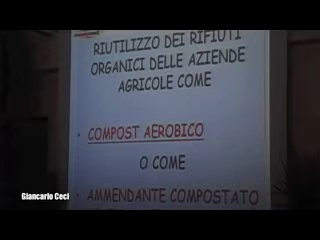 RIUTILIZZO DEI RIFIUTI
ORGANICI DELLE AZIENDE
AGRICOLE COME
• COMPOST AEROBICO
O COME
• AMMENDANTE COMPOSTATO
Giancarlo Ceci